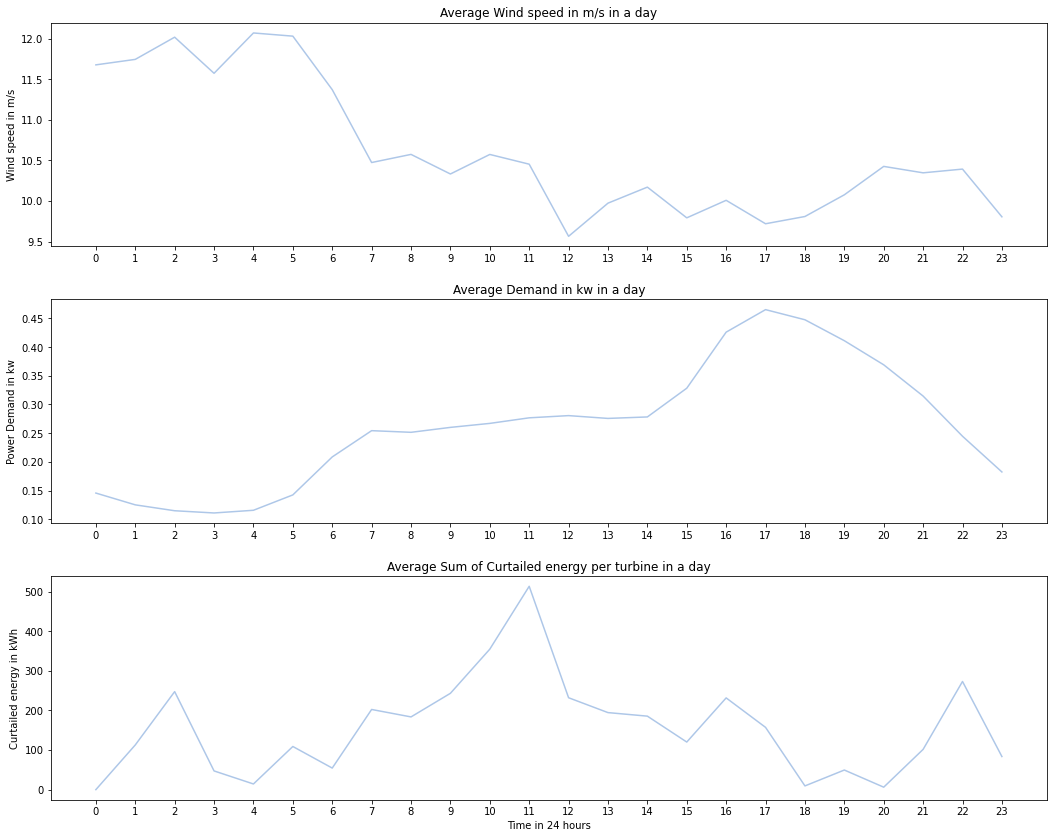 Average Wind speed in m/s in a day
Wind speed in m/s
12.0
11.5
11.0
10.5
10.0
9.5
0 1 2 3 4 5 6 7 8 9 10 11 12 13 14 15 16 17 18 19 20 21 22 23
Average Demand in kw in a day
Power Demand in kw
0.45
0.40
0.35
0.30
0.25
0.20
0.15
0.10
0 1 2 3 4 5 6 7 8 9 10 11 12 13 14 15 16 17 18 19 20 21 22 23
Average Sum of Curtailed energy per turbine in a day
Curtailed energy in kWh
500
400
300
200
100
0
0 1 2 3 4 5 6 7 8 9 10 11 12 13 14 15 16 17 18 19 20 21 22 23
Time in 24 hours